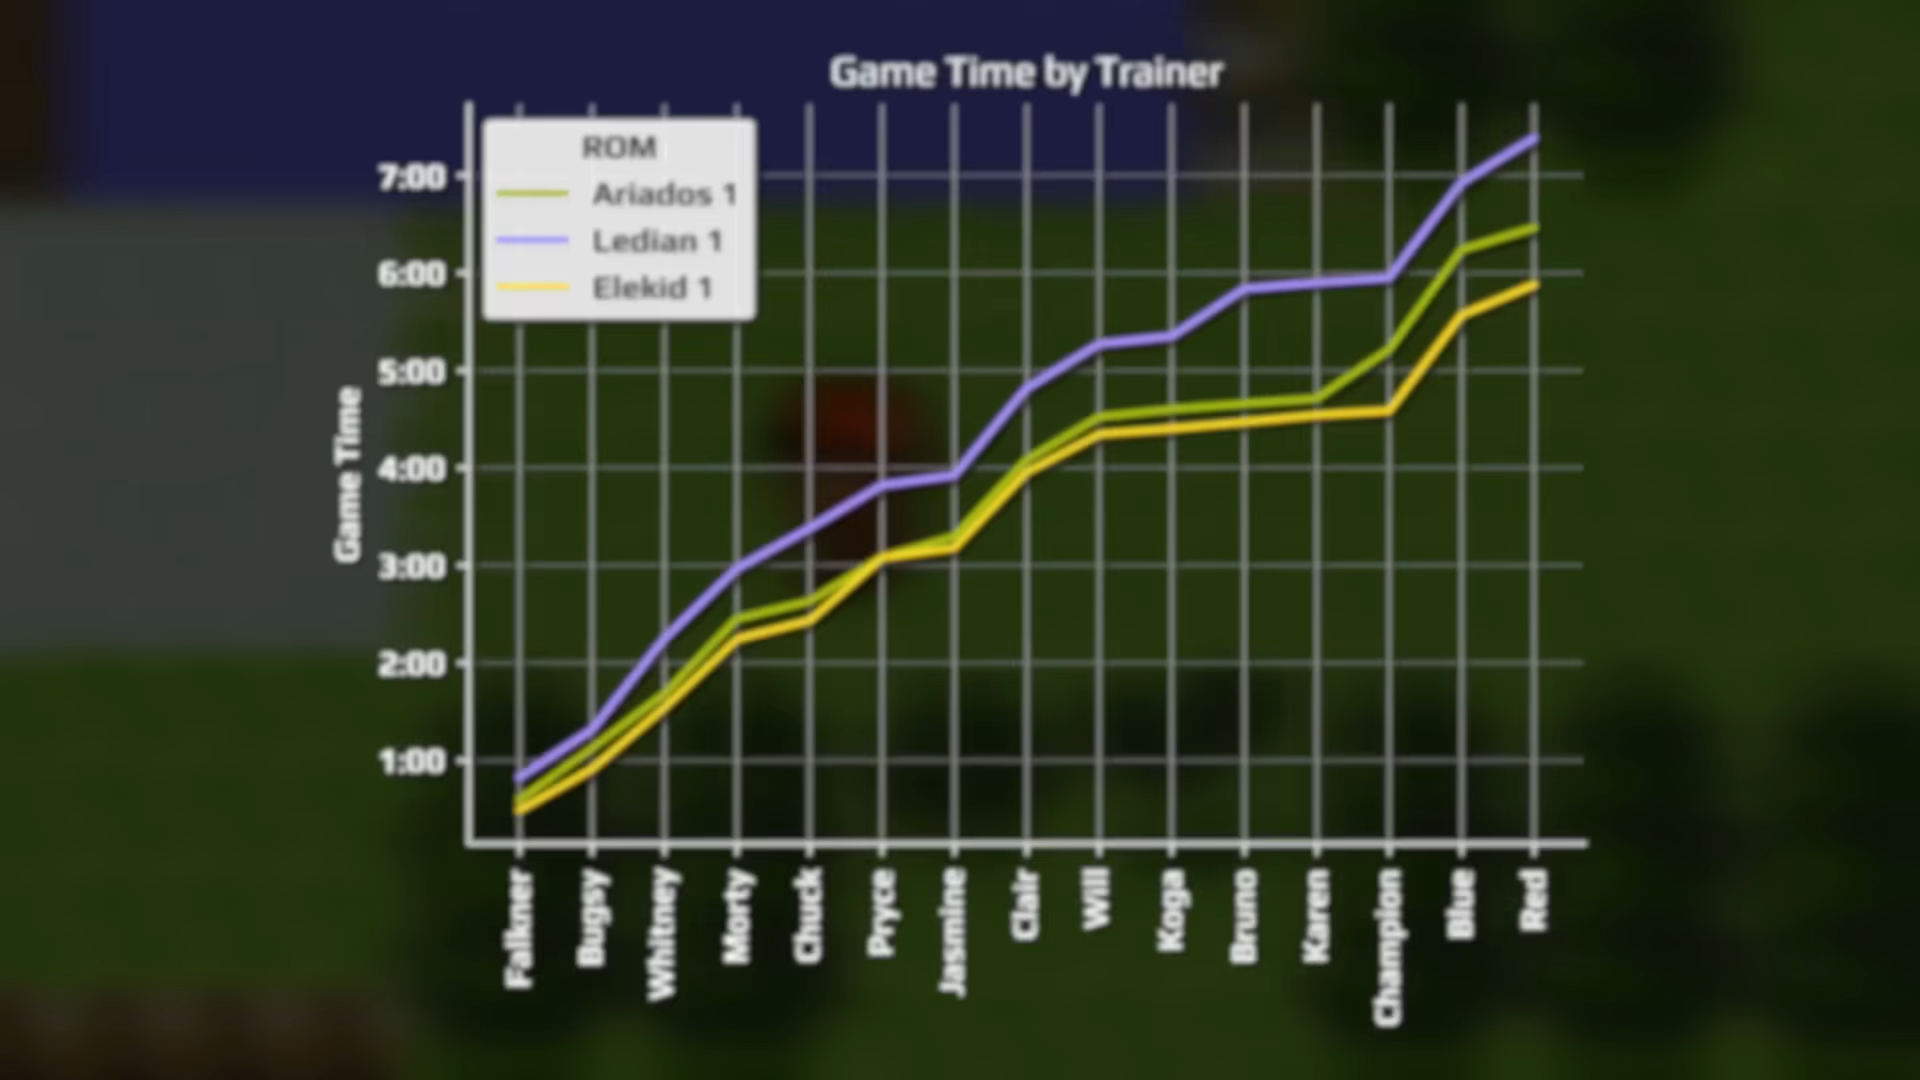 Game Time by Trainer
ROM
Ariados 1
Ledian 1
Elekid 1
Game Time
7:00
6:00
5:00
4:00
3:00
2:00
1:00
Falkner
Bugsy
Whitney
Morty
Chuck
Pryce
Jasmine
Clair
Will
Koga
Bruno
Karen
Champion
Blue
Red